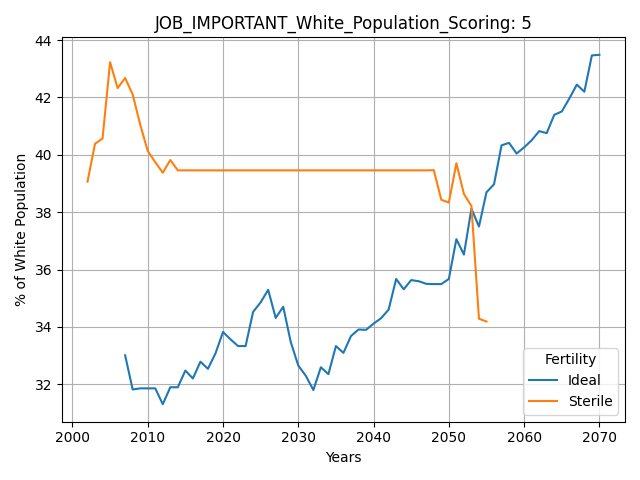 JOB_IMPORTANT_White_Population_Scoring: 5
% of White Population
44
42
40
38
36
34
32
2000 2010 2020 2030 2040 2050 2060 2070
Years
Fertility
Ideal
Sterile